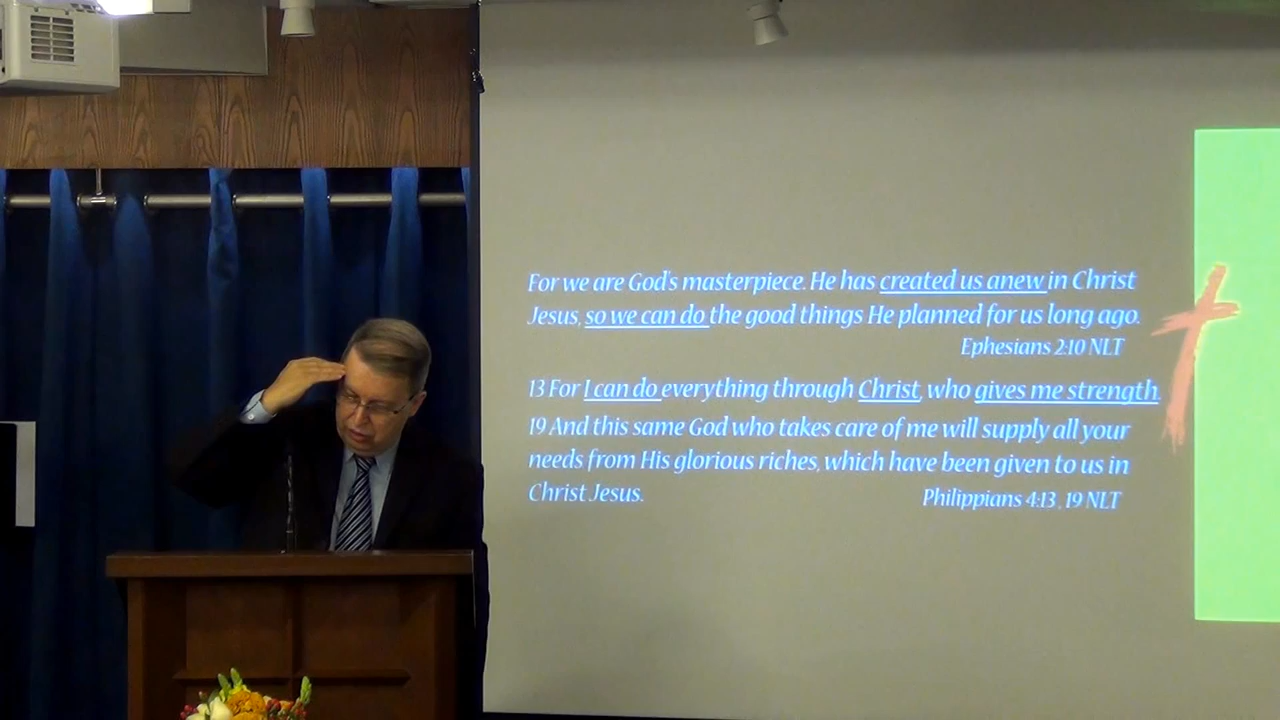 For we are God's masterpiece. He has created us anew in Christ
Jesus, so we can do the good things He planned for us long ago.
Ephesians 2:10 NLT
13 For I can do everything through Christ, who gives me strength.
19 And this same God who takes care of me will supply all your
needs from His glorious riches, which have been given to us in
Christ Jesus.
Philippians 4:13, 19 NLT